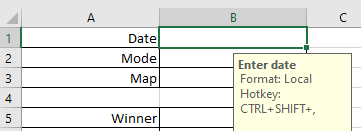 A B C
1 Date
2 Mode
3 Map
4
5 Winner
Enter date
Format: Local
Hotkey:
CTRL+SHIFT+,